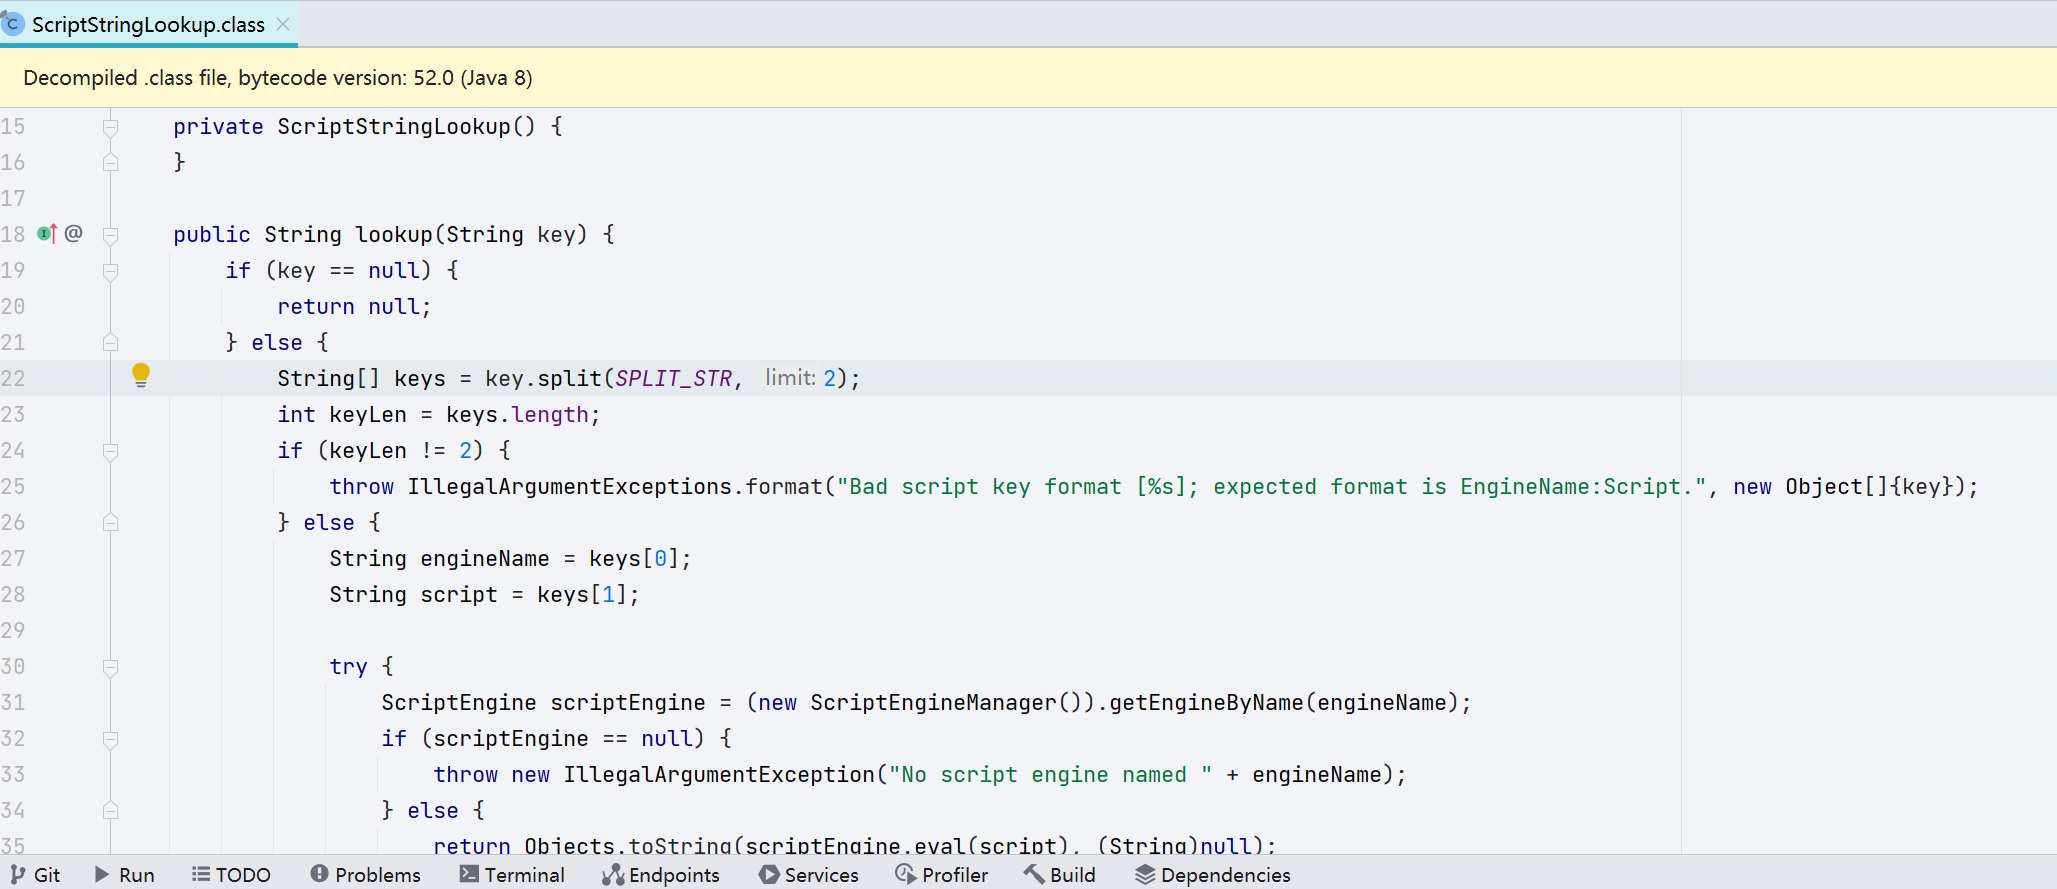 ScriptStringLookup.class
Decompiled .class file, bytecode version: 52.0 (Java 8)
15 private ScriptStringLookup() {
16 }
17
18 @ public String lookup(String key) {
19 if (key == null) {
20 return null;
21 } else {
22 String[] keys = key.split(SPLIT_STR, limit: 2);
23 int keyLen = keys.length;
24 if (keyLen != 2) {
25 throw IllegalArgumentExceptions.format("Bad script key format [%s]; expected format is EngineName:Script.", new Object[]{key});
26 } else {
27 String engineName = keys[0];
28 String script = keys[1];
29
30 try {
31 ScriptEngine scriptEngine = (new ScriptEngineManager()).getEngineByName(engineName);
32 if (scriptEngine == null) {
33 throw new IllegalArgumentException("No script engine named " + engineName);
34 } else {
35 return Objects.toString(scriptEngine.eval(script), (String)null);
Git Run TODO Problems Terminal Endpoints Services Profiler Build Dependencies